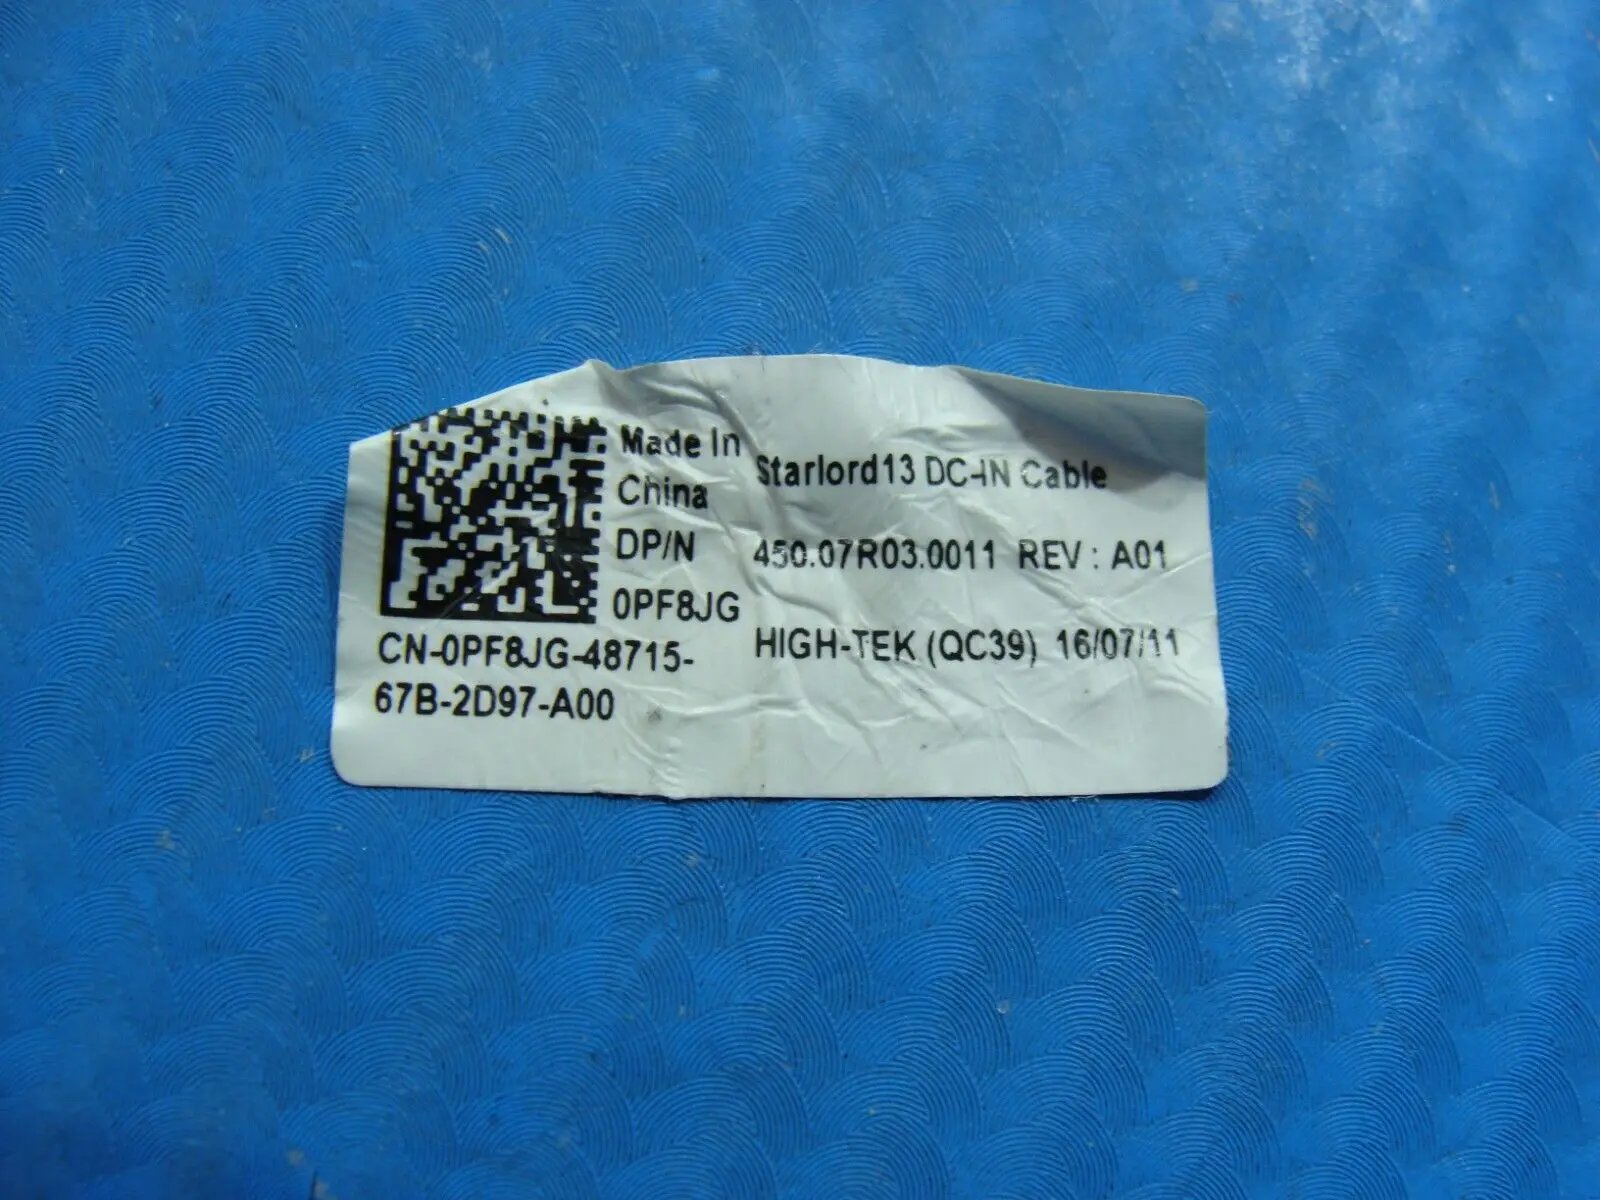 Made In
China
DP/N
0PF8JG
CN-0PF8JG-48715-
67B-2D97-A00
Starlord13 DC-IN Cable
450.07R03.0011 REV : A01
HIGH-TEK (QC39) 16/07/11